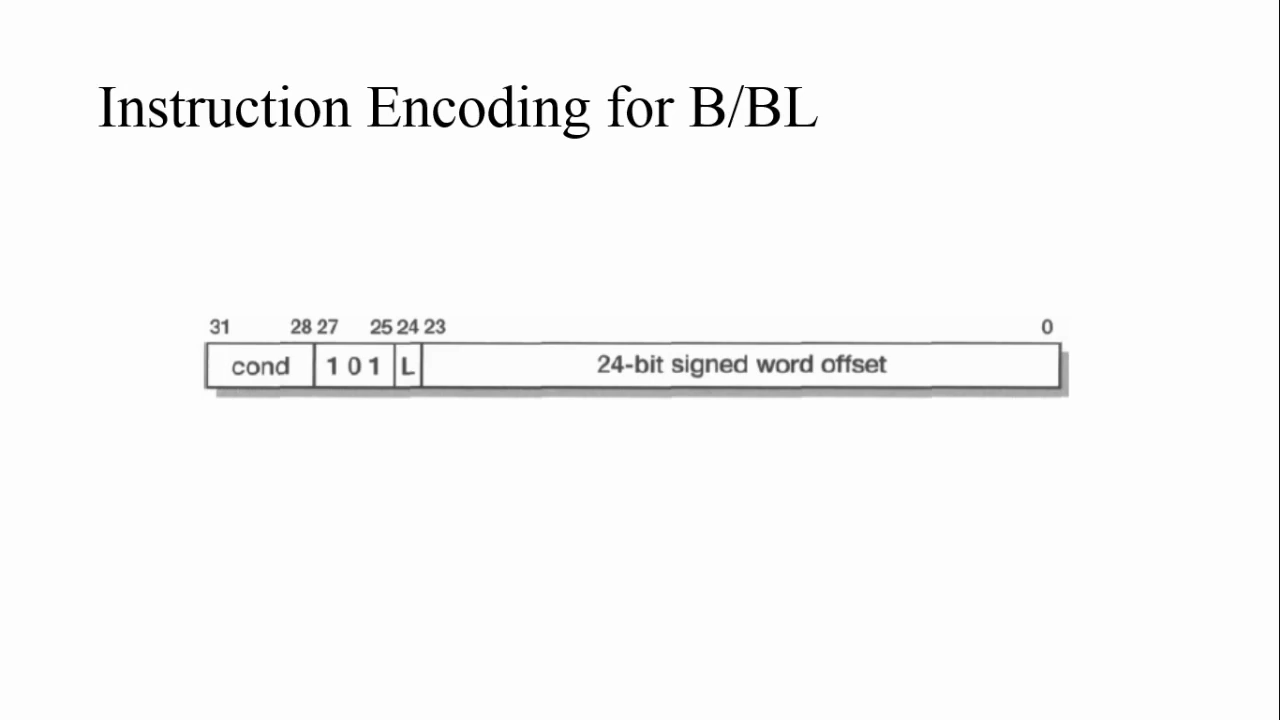 Instruction Encoding for B/BL
31 28 27 25 24 23 0
cond 1 0 1 L 24-bit signed word offset